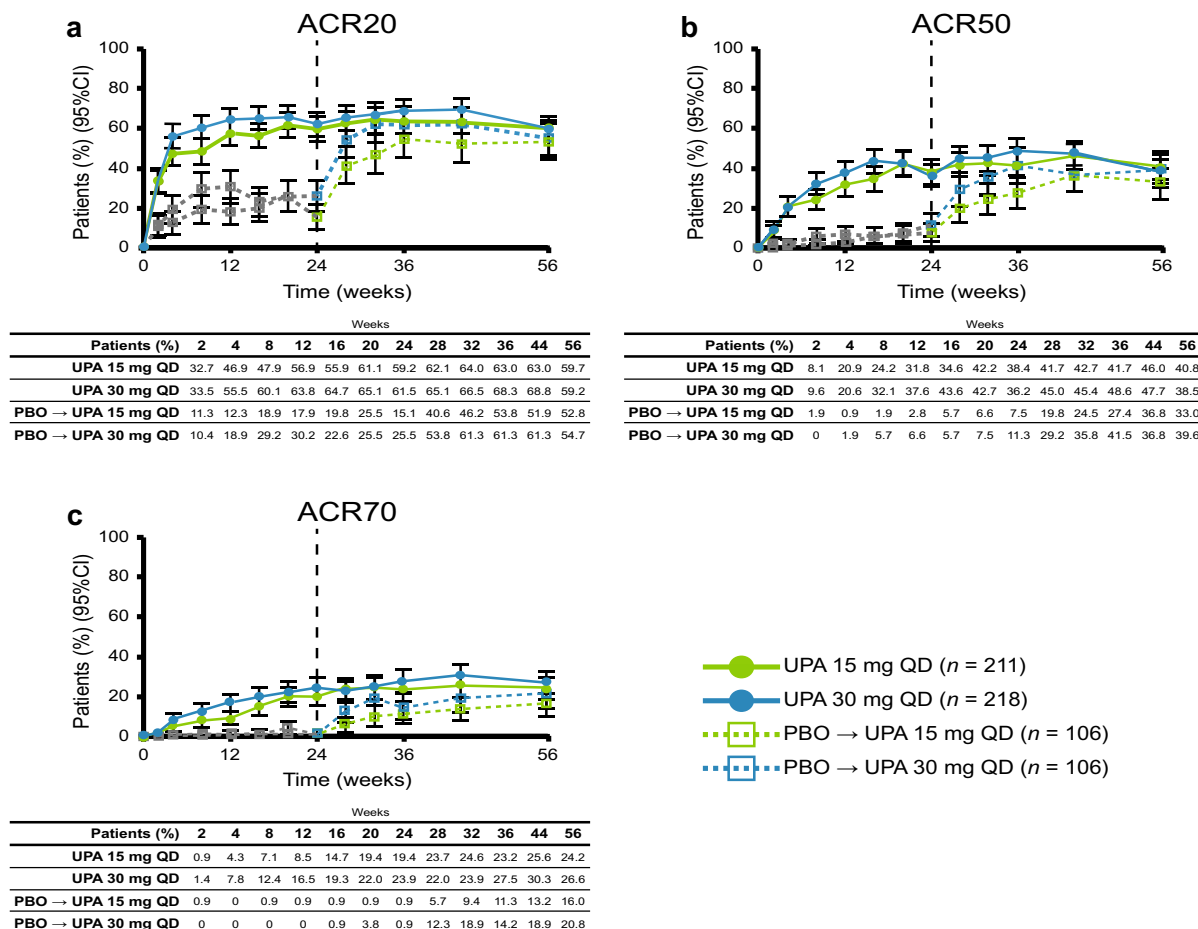 a
ACR20
Patients (%) (95%CI)
100
80
60
40
20
0
0 12 24 36 56
Time (weeks)
Weeks
Patients (%) 2 4 8 12 16 20 24 28 32 36 44 56
UPA 15 mg QD 32.7 46.9 47.9 56.9 55.9 61.1 59.2 62.1 64.0 63.0 63.0 59.7
UPA 30 mg QD 33.5 55.5 60.1 63.8 64.7 65.1 61.5 65.1 66.5 68.3 68.8 59.2
PBO → UPA 15 mg QD 11.3 12.3 18.9 17.9 19.8 25.5 15.1 40.6 46.2 53.8 51.9 52.8
PBO → UPA 30 mg QD 10.4 18.9 29.2 30.2 22.6 25.5 25.5 53.8 61.3 61.3 61.3 54.7
b
ACR50
Patients (%) (95%CI)
100
80
60
40
20
0
0 12 24 36 56
Time (weeks)
Weeks
Patients (%) 2 4 8 12 16 20 24 28 32 36 44 56
UPA 15 mg QD 8.1 20.9 24.2 31.8 34.6 42.2 38.4 41.7 42.7 41.7 46.0 40.8
UPA 30 mg QD 9.6 20.6 32.1 37.6 43.6 42.7 36.2 45.0 45.4 48.6 47.7 38.5
PBO → UPA 15 mg QD 1.9 0.9 1.9 2.8 5.7 6.6 7.5 19.8 24.5 27.4 36.8 33.0
PBO → UPA 30 mg QD 0 1.9 5.7 6.6 5.7 7.5 11.3 29.2 35.8 41.5 36.8 39.6
c
ACR70
Patients (%) (95%CI)
100
80
60
40
20
0
0 12 24 36 56
Time (weeks)
Weeks
Patients (%) 2 4 8 12 16 20 24 28 32 36 44 56
UPA 15 mg QD 0.9 4.3 7.1 8.5 14.7 19.4 19.4 23.7 24.6 23.2 25.6 24.2
UPA 30 mg QD 1.4 7.8 12.4 16.5 19.3 22.0 23.9 22.0 23.9 27.5 30.3 26.6
PBO → UPA 15 mg QD 0.9 0 0.9 0.9 0.9 0.9 0.9 5.7 9.4 11.3 13.2 16.0
PBO → UPA 30 mg QD 0 0 0 0 0.9 3.8 0.9 12.3 18.9 14.2 18.9 20.8
UPA 15 mg QD (n = 211)
UPA 30 mg QD (n = 218)
PBO → UPA 15 mg QD (n = 106)
PBO → UPA 30 mg QD (n = 106)